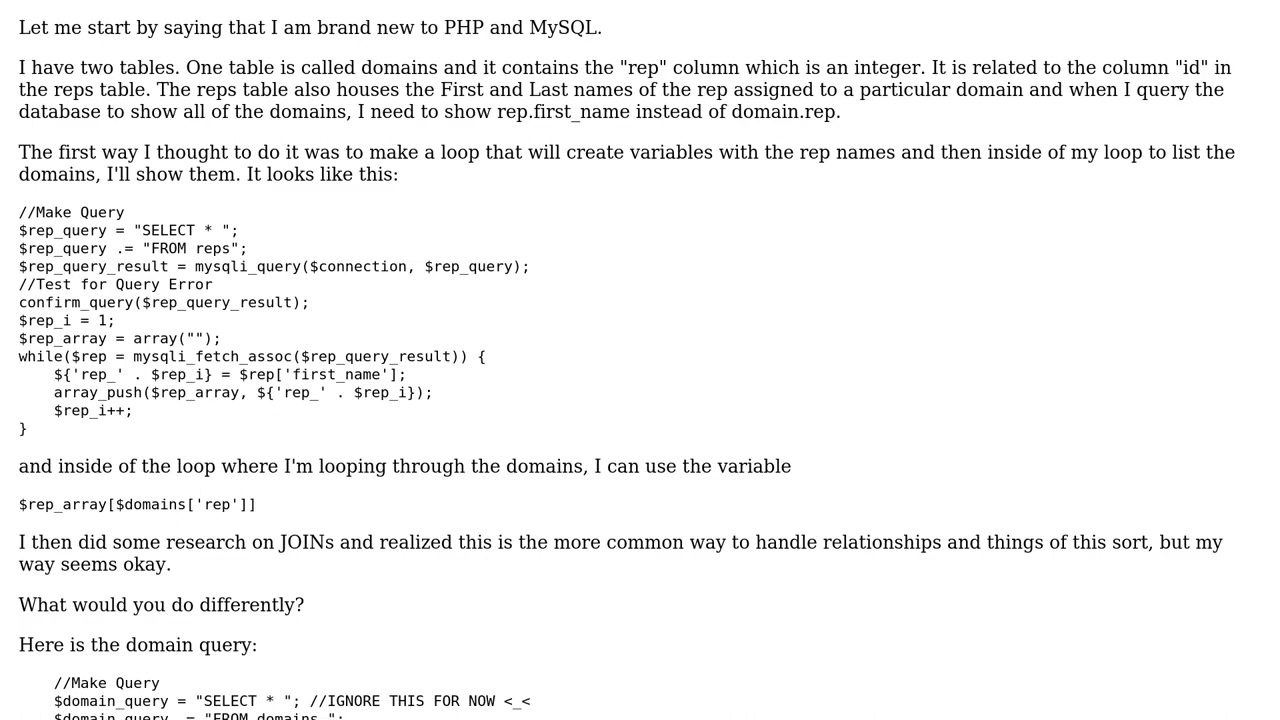 Let me start by saying that I am brand new to PHP and MySQL.
I have two tables. One table is called domains and it contains the "rep" column which is an integer. It is related to the column "id" in
the reps table. The reps table also houses the First and Last names of the rep assigned to a particular domain and when I query the
database to show all of the domains, I need to show rep.first_name instead of domain.rep.
The first way I thought to do it was to make a loop that will create variables with the rep names and then inside of my loop to list the
domains, I'll show them. It looks like this:
//Make Query
$rep_query = "SELECT * ";
$rep_query .= "FROM reps";
$rep_query_result = mysqli_query($connection, $rep_query);
//Test for Query Error
confirm_query($rep_query_result);
$rep_i = 1;
$rep_array = array("");
while($rep = mysqli_fetch_assoc($rep_query_result)) {
    ${'rep_' . $rep_i} = $rep['first_name'];
    array_push($rep_array, ${'rep_' . $rep_i});
    $rep_i++;
}
and inside of the loop where I'm looping through the domains, I can use the variable
$rep_array[$domains['rep']]
I then did some research on JOINs and realized this is the more common way to handle relationships and things of this sort, but my
way seems okay.
What would you do differently?
Here is the domain query:
    //Make Query
    $domain_query = "SELECT * "; //IGNORE THIS FOR NOW <_<
    $domain_query .= "FROM domains ";